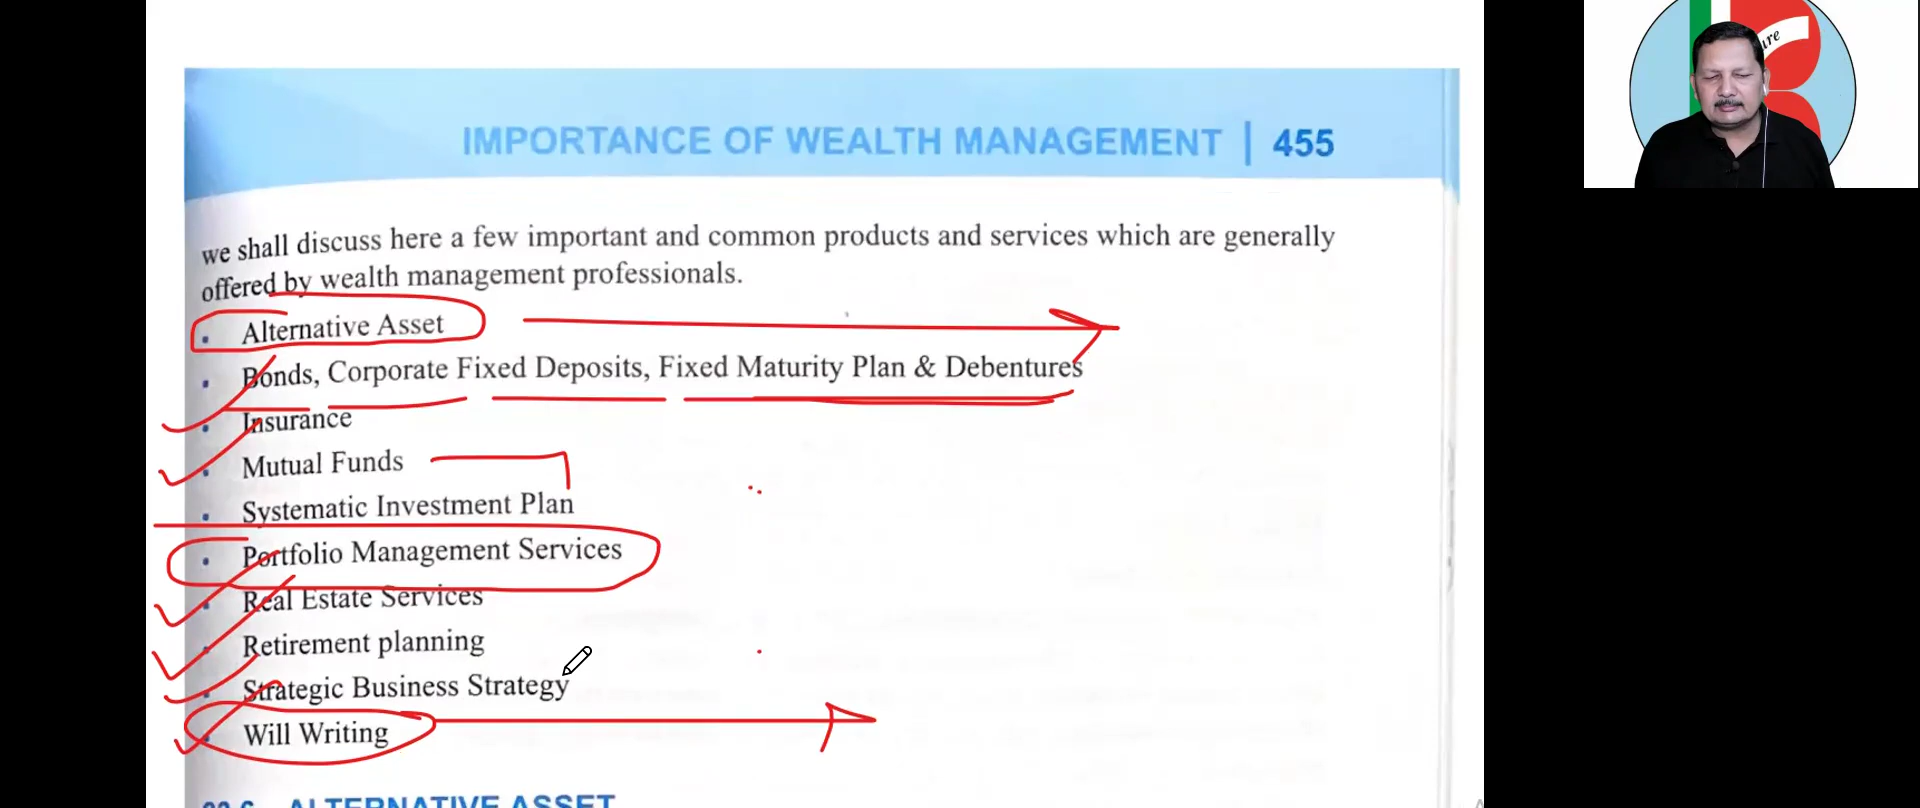 ure
IMPORTANCE OF WEALTH MANAGEMENT | 455
we shall discuss here a few important and common products and services which are generally
offered by wealth management professionals.
• Alternative Asset
• Bonds, Corporate Fixed Deposits, Fixed Maturity Plan & Debentures
• Insurance
• Mutual Funds
• Systematic Investment Plan
• Portfolio Management Services
• Real Estate Services
• Retirement planning
• Strategic Business Strategy
• Will Writing
ALTERNATIVE ASSET